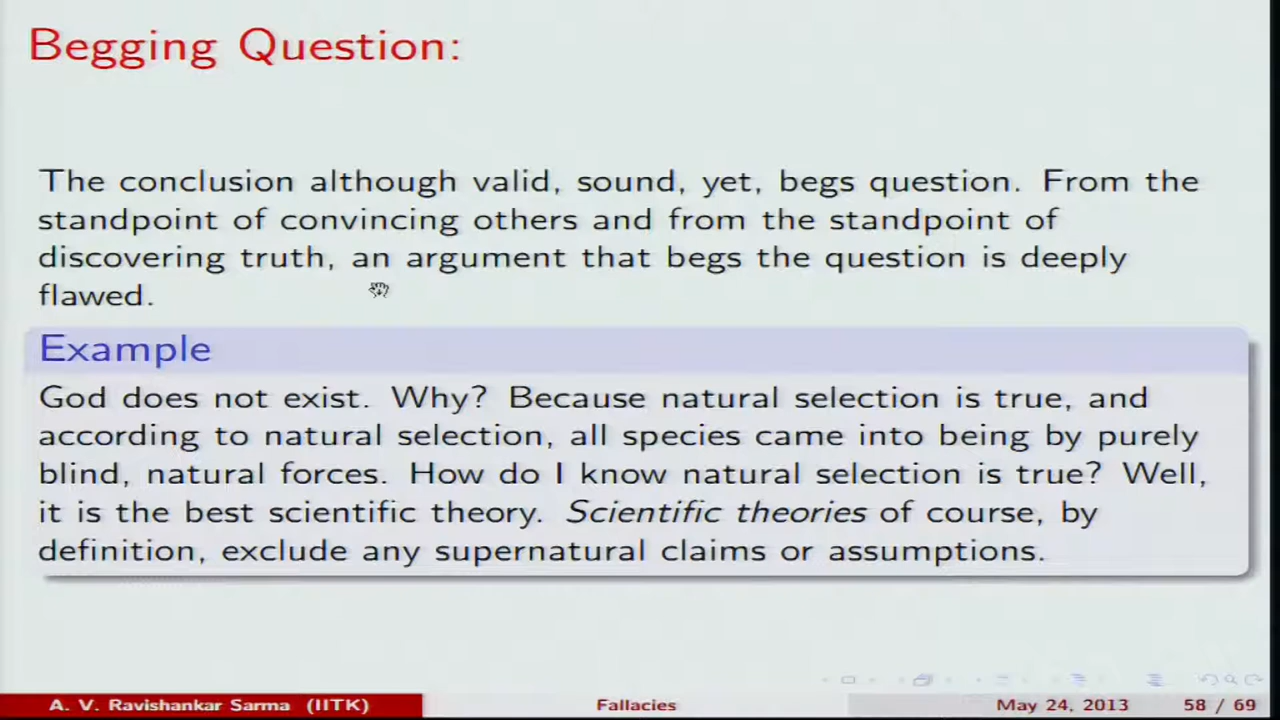 Begging Question:
The conclusion although valid, sound, yet, begs question. From the
standpoint of convincing others and from the standpoint of
discovering truth, an argument that begs the question is deeply
flawed.
Example
God does not exist. Why? Because natural selection is true, and
according to natural selection, all species came into being by purely
blind, natural forces. How do I know natural selection is true? Well,
it is the best scientific theory. Scientific theories of course, by
definition, exclude any supernatural claims or assumptions.
A. V. Ravishankar Sarma (IITK) Fallacies May 24, 2013 58 / 69